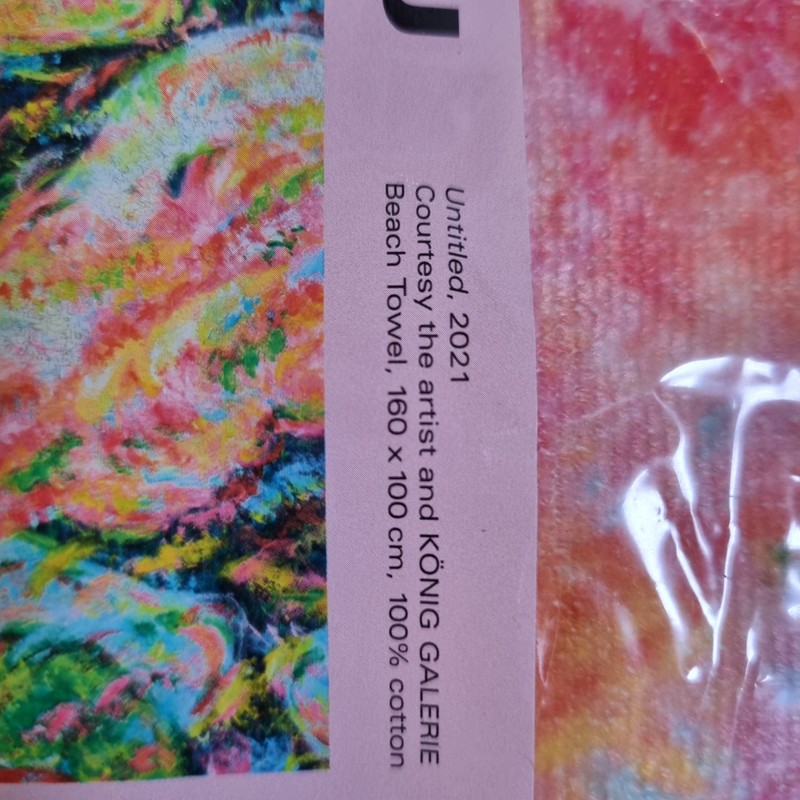 Untitled, 2021
Courtesy the artist and KÖNIG GALERIE
Beach Towel, 160 x 100 cm, 100% cotton